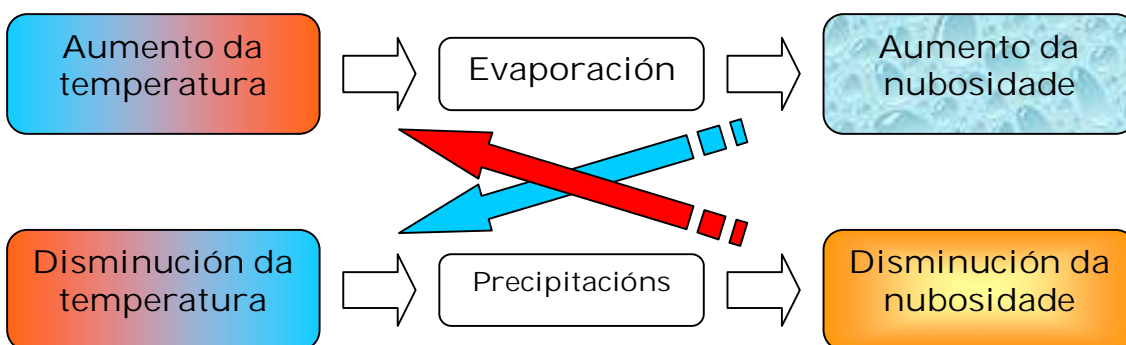 Aumento da
temperatura
Evaporación
Aumento da
nubosidade
Disminución da
temperatura
Precipitacións
Disminución da
nubosidade